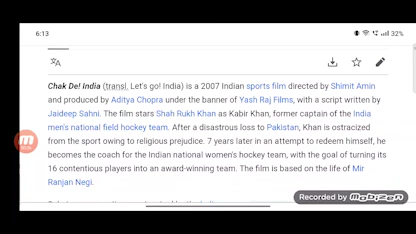 6:13
32%
Chak De! India (transl. Let's go! India) is a 2007 Indian sports film directed by Shimit Amin
and produced by Aditya Chopra under the banner of Yash Raj Films, with a script written by
Jaideep Sahni. The film stars Shah Rukh Khan as Kabir Khan, former captain of the India
men's national field hockey team. After a disastrous loss to Pakistan, Khan is ostracized
from the sport owing to religious prejudice. 7 years later in an attempt to redeem himself, he
becomes the coach for the Indian national women's hockey team, with the goal of turning its
16 contentious players into an award-winning team. The film is based on the life of Mir
Ranjan Negi.
Recorded by Mobizen